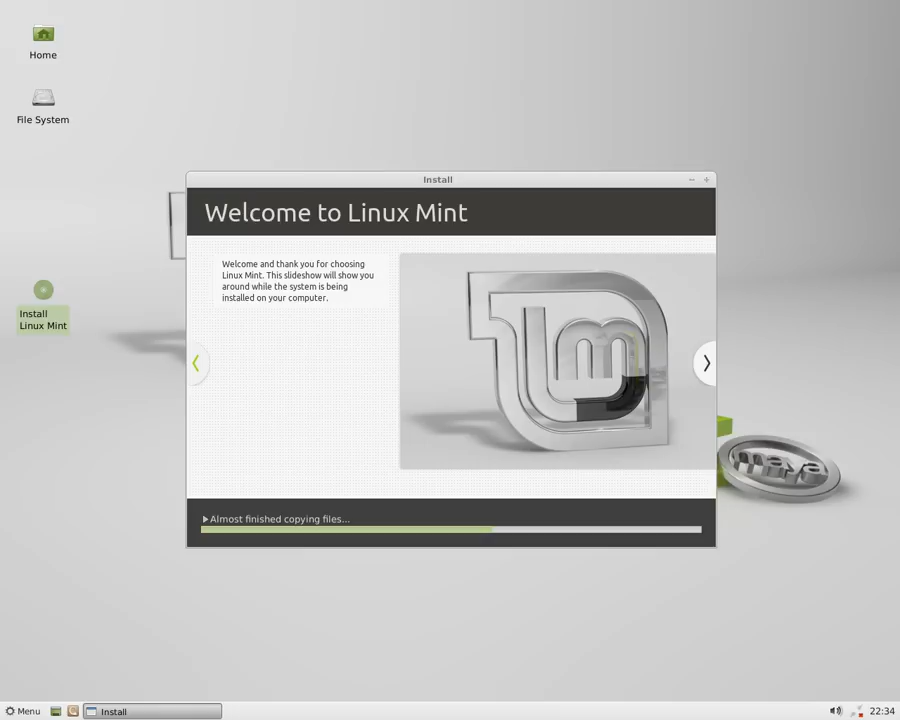 Home
File System
Install
Linux Mint
Install
Welcome to Linux Mint
Welcome and thank you for choosing
Linux Mint. This slideshow will show you
around while the system is being
installed on your computer.
lm
maya
Almost finished copying files...
Menu
Install
22:34